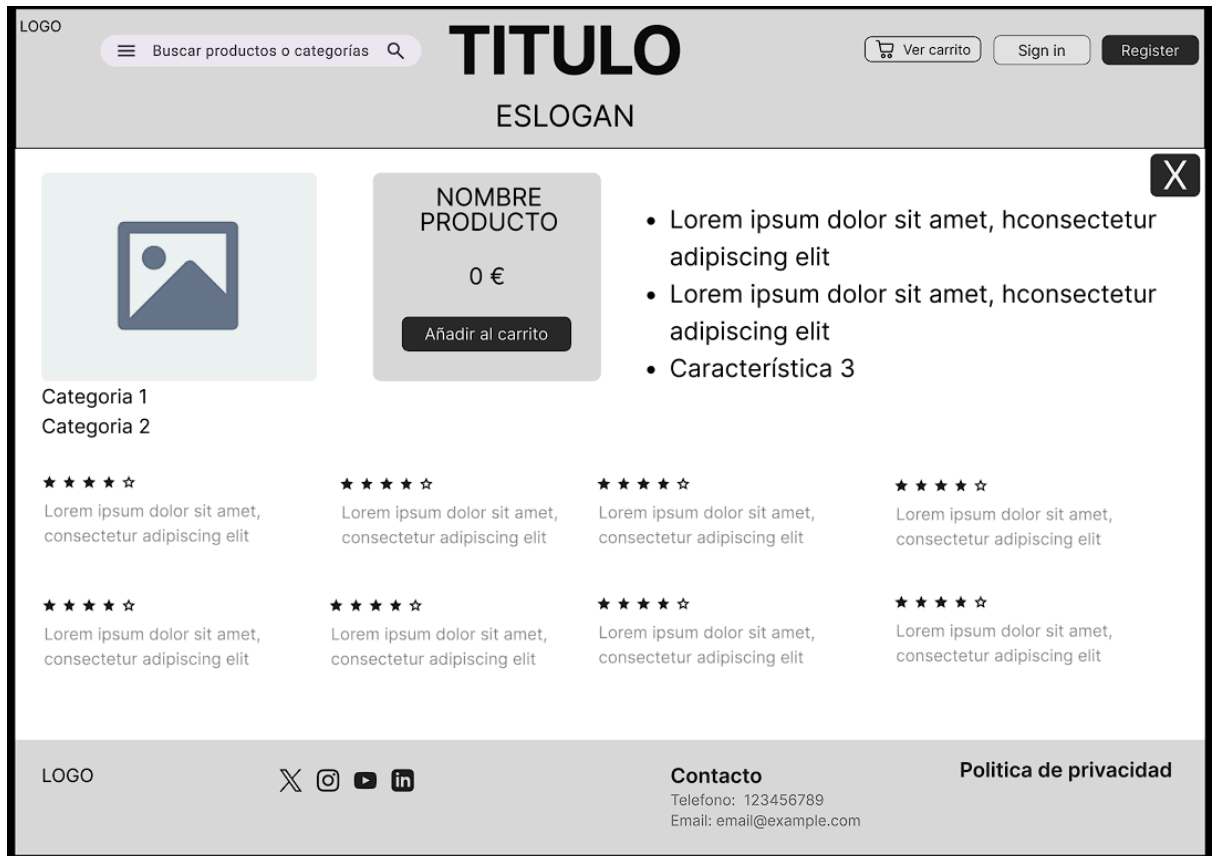 LOGO
Buscar productos o categorías
TITULO
Ver carrito
Sign in
Register
ESLOGAN
X
NOMBRE
PRODUCTO
0 €
Añadir al carrito
• Lorem ipsum dolor sit amet, hconsectetur
adipiscing elit
• Lorem ipsum dolor sit amet, hconsectetur
adipiscing elit
• Característica 3
Categoria 1
Categoria 2
Lorem ipsum dolor sit amet,
consectetur adipiscing elit
Lorem ipsum dolor sit amet,
consectetur adipiscing elit
Lorem ipsum dolor sit amet,
consectetur adipiscing elit
Lorem ipsum dolor sit amet,
consectetur adipiscing elit
Lorem ipsum dolor sit amet,
consectetur adipiscing elit
Lorem ipsum dolor sit amet,
consectetur adipiscing elit
Lorem ipsum dolor sit amet,
consectetur adipiscing elit
Lorem ipsum dolor sit amet,
consectetur adipiscing elit
LOGO
Contacto
Telefono: 123456789
Email: email@example.com
Politica de privacidad